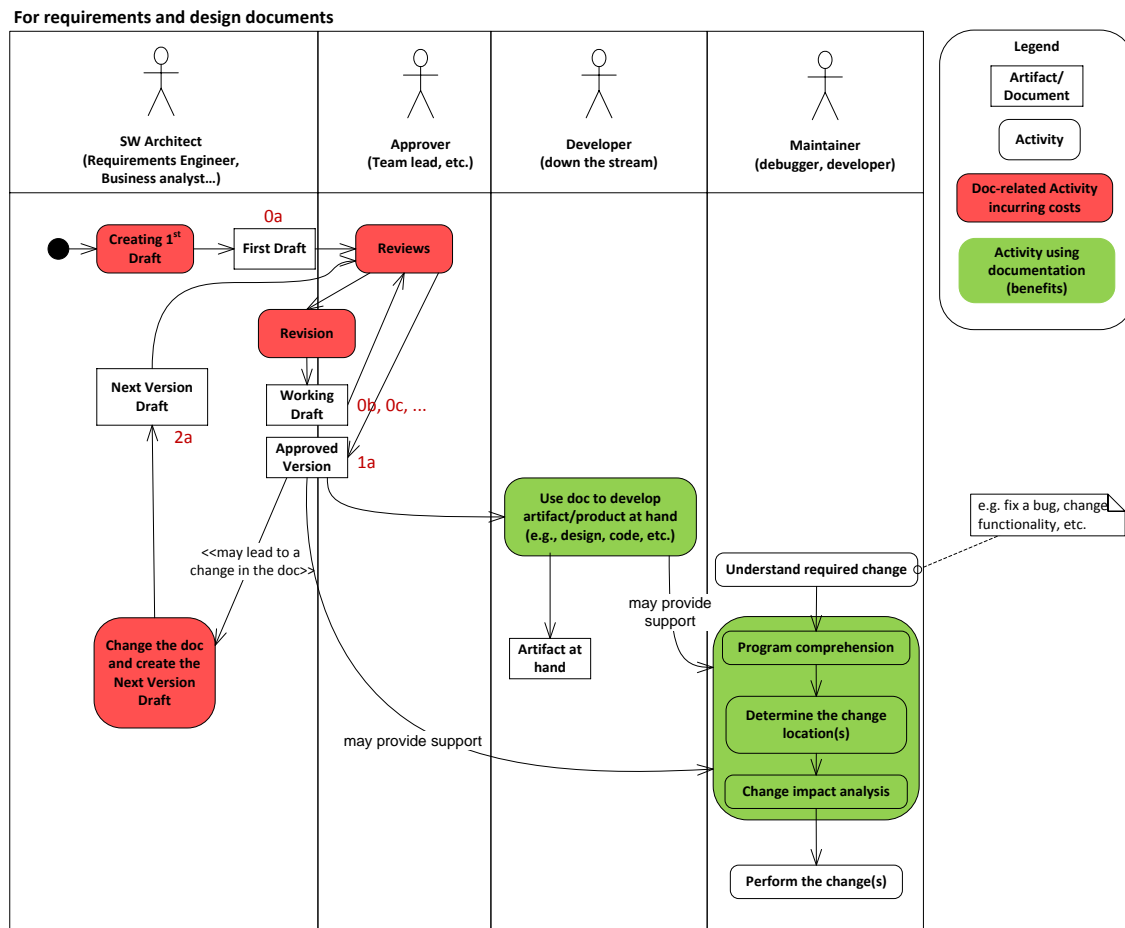 For requirements and design documents
SW Architect
(Requirements Engineer,
Business analyst...)
Approver
(Team lead, etc.)
Developer
(down the stream)
Maintainer
(debugger, developer)
Legend
Artifact/
Document
Activity
Doc-related Activity
incurring costs
Activity using
documentation
(benefits)
0a
Creating 1st
Draft
First Draft
Reviews
Revision
Next Version
Draft
2a
Working
Draft
0b, 0c, ...
Approved
Version
1a
Use doc to develop
artifact/product at hand
(e.g., design, code, etc.)
e.g. fix a bug, change
functionality, etc.
<<may lead to a
change in the doc>>
Understand required change
may provide
support
Change the doc
and create the
Next Version
Draft
Artifact at
hand
Program comprehension
Determine the change
location(s)
may provide support
Change impact analysis
Perform the change(s)